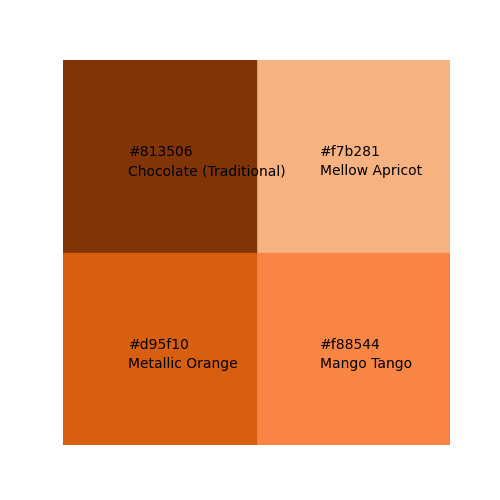 #813506
Chocolate (Traditional)
#f7b281
Mellow Apricot
#d95f10
Metallic Orange
#f88544
Mango Tango